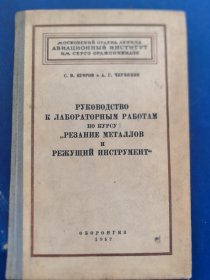 МОСКОВСКИЙ ОРДЕНА ЛЕНИНА
АВИАЦИОННЫЙ ИНСТИТУТ
ИМ. СЕРГО ОРДЖОНИКИДЗЕ
С. В. ЕГОРОВ и А. Г. ЧЕРВЯКОВ
РУКОВОДСТВО
К ЛАБОРАТОРНЫМ РАБОТАМ
ПО КУРСУ
„РЕЗАНИЕ МЕТАЛЛОВ
И
РЕЖУЩИЙ ИНСТРУМЕНТ“
ОБОРОНГИЗ
1957